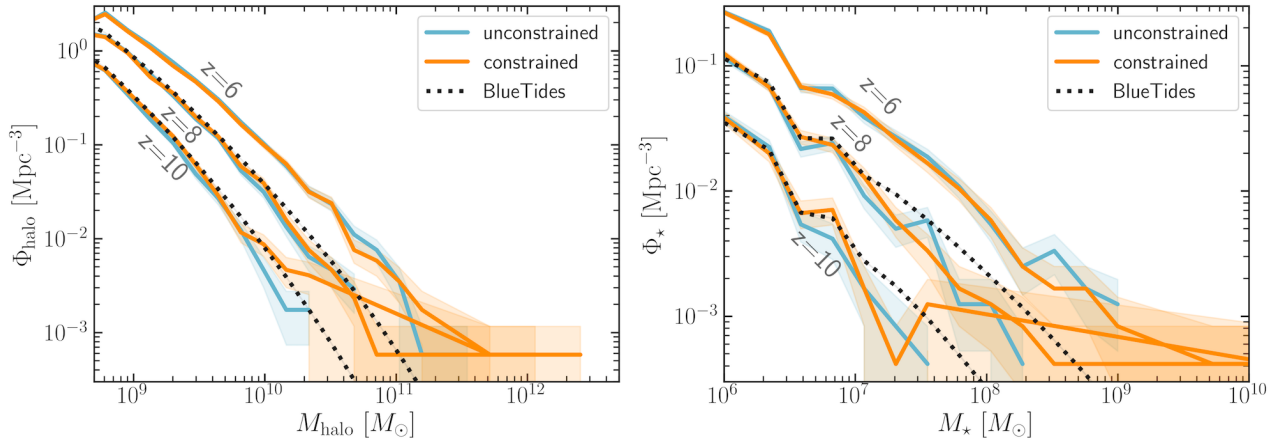 unconstrained
constrained
BlueTides
z=6
z=8
z=10
10⁰
10⁻¹
10⁻²
10⁻³
Φhalo [Mpc⁻³]
10⁹
10¹⁰
10¹¹
10¹²
Mhalo [M⊙]
unconstrained
constrained
BlueTides
z=6
z=8
z=10
10⁻¹
10⁻²
10⁻³
Φ⋆ [Mpc⁻³]
10⁶
10⁷
10⁸
10⁹
10¹⁰
M⋆ [M⊙]